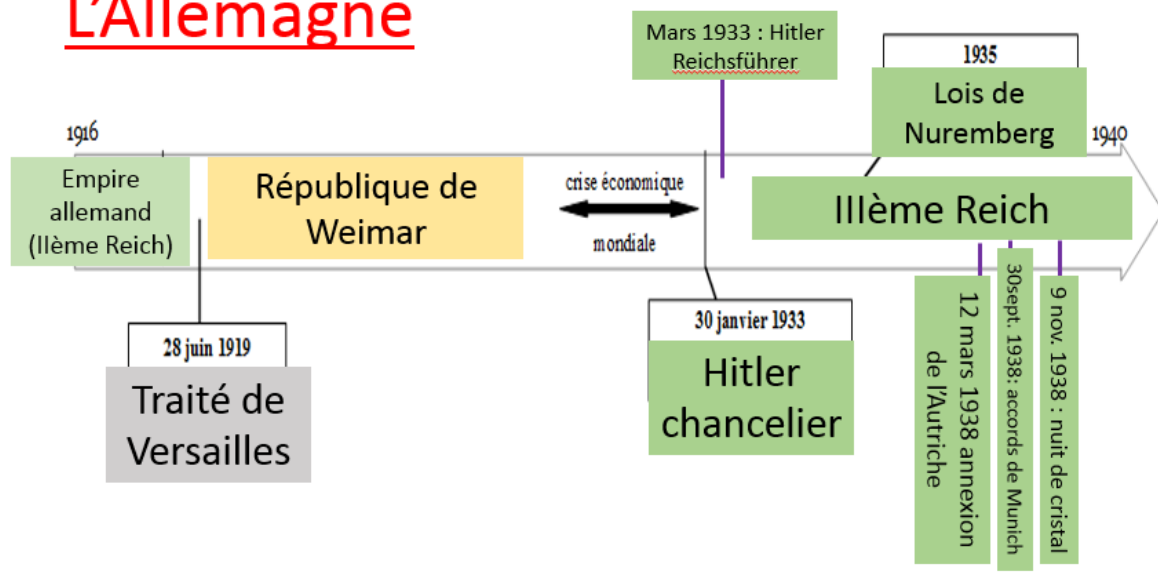 L'Allemagne
Mars 1933 : Hitler
Reichsführer
1935
Lois de
Nuremberg
1916
1940
Empire
allemand
(IIème Reich)
République de
Weimar
crise économique
mondiale
IIIème Reich
28 juin 1919
Traité de
Versailles
30 janvier 1933
Hitler
chancelier
12 mars 1938 annexion
de l'Autriche
30sept. 1938: accords de Munich
9 nov. 1938 : nuit de cristal